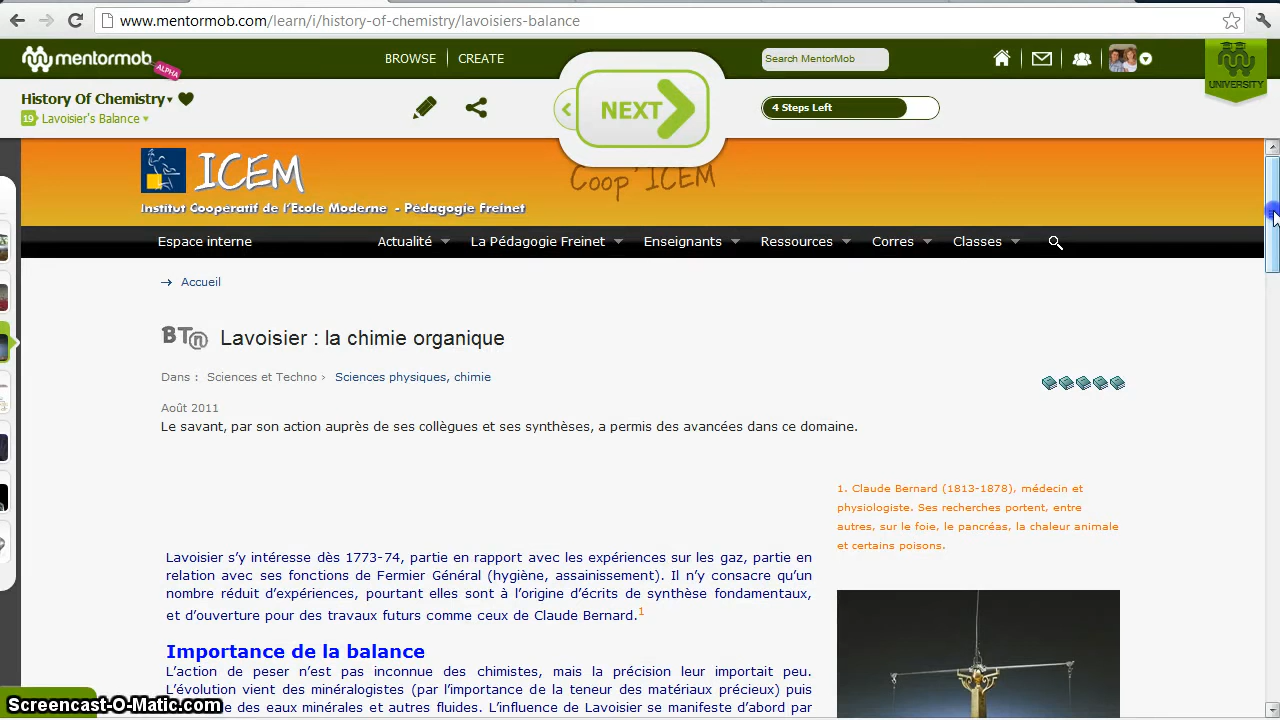 www.mentormob.com/learn/i/history-of-chemistry/lavoisiers-balance
mentormob
ALPHA
BROWSE CREATE
Search MentorMob
UNIVERSITY
History Of Chemistry
19 Lavoisier's Balance
NEXT
4 Steps Left
ICEM
Coop'ICEM
Institut Cooperatif de l'Ecole Moderne - Pédagogie Freinet
Espace interne Actualité La Pédagogie Freinet Enseignants Ressources Corres Classes
Accueil
BTn Lavoisier : la chimie organique
Dans : Sciences et Techno › Sciences physiques, chimie
Août 2011
Le savant, par son action auprès de ses collègues et ses synthèses, a permis des avancées dans ce domaine.
1. Claude Bernard (1813-1878), médecin et
physiologiste. Ses recherches portent, entre
autres, sur le foie, le pancréas, la chaleur animale
et certains poisons.
Lavoisier s'y intéresse dès 1773-74, partie en rapport avec les expériences sur les gaz, partie en
relation avec ses fonctions de Fermier Général (hygiène, assainissement). Il n'y consacre qu'un
nombre réduit d'expériences, pourtant elles sont à l'origine d'écrits de synthèse fondamentaux,
et d'ouverture pour des travaux futurs comme ceux de Claude Bernard.1
Importance de la balance
L'action de peser n'est pas inconnue des chimistes, mais la précision leur importait peu.
L'évolution vient des minéralogistes (par l'importance de la teneur des matériaux précieux) puis
de des eaux minérales et autres fluides. L'influence de Lavoisier se manifeste d'abord par
Screencast-O-Matic.com